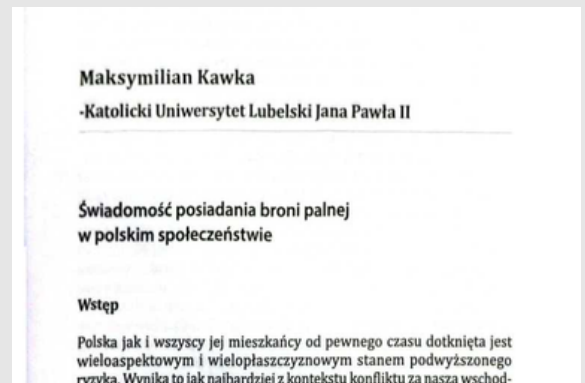 Maksymilian Kawka
-Katolicki Uniwersytet Lubelski Jana Pawła II
Świadomość posiadania broni palnej
w polskim społeczeństwie
Wstęp
Polska jak i wszyscy jej mieszkańcy od pewnego czasu dotknięta jest
wieloaspektowym i wielopłaszczyznowym stanem podwyższonego
ryzyka. Wynika to jak najbardziej z kontekstu konfliktu za naszą wschod-